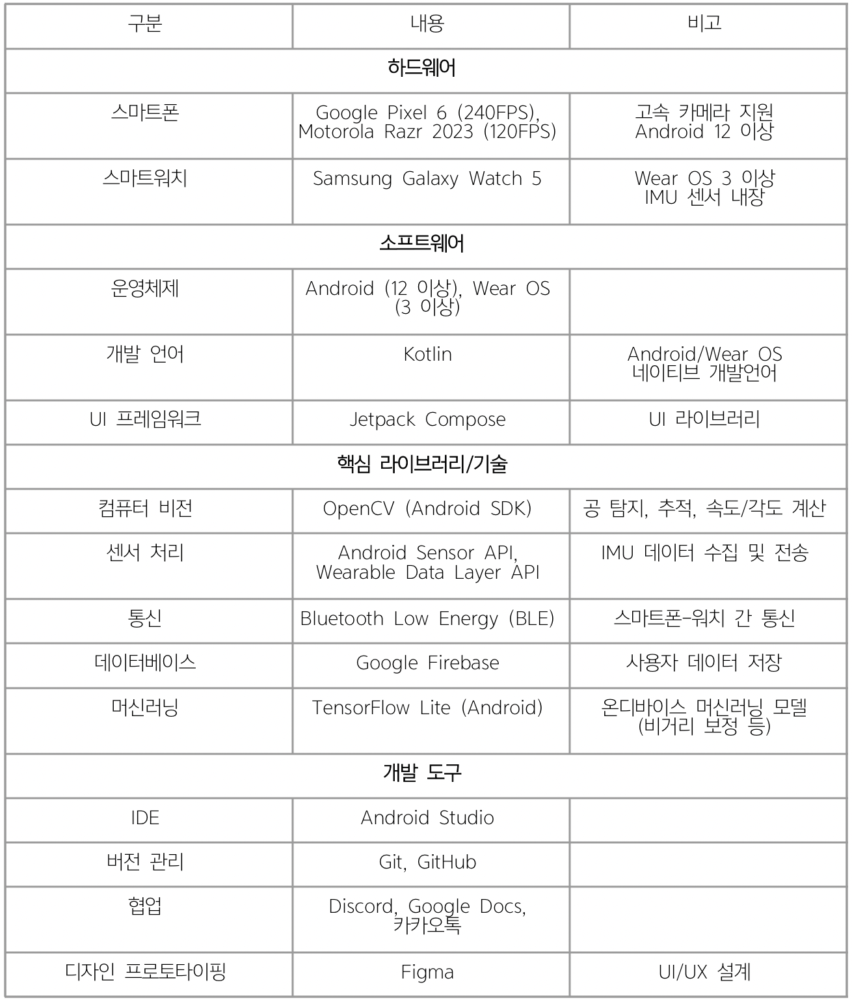 구분 내용 비고
하드웨어
스마트폰 Google Pixel 6 (240FPS), 고속 카메라 지원
Motorola Razr 2023 (120FPS) Android 12 이상
스마트워치 Samsung Galaxy Watch 5 Wear OS 3 이상
IMU 센서 내장
소프트웨어
운영체제 Android (12 이상), Wear OS
(3 이상)
개발 언어 Kotlin Android/Wear OS
네이티브 개발언어
UI 프레임워크 Jetpack Compose UI 라이브러리
핵심 라이브러리/기술
컴퓨터 비전 OpenCV (Android SDK) 공 탐지, 추적, 속도/각도 계산
센서 처리 Android Sensor API, IMU 데이터 수집 및 전송
Wearable Data Layer API
통신 Bluetooth Low Energy (BLE) 스마트폰-워치 간 통신
데이터베이스 Google Firebase 사용자 데이터 저장
머신러닝 TensorFlow Lite (Android) 온디바이스 머신러닝 모델
(비거리 보정 등)
개발 도구
IDE Android Studio
버전 관리 Git, GitHub
협업 Discord, Google Docs,
카카오톡
디자인 프로토타이핑 Figma UI/UX 설계